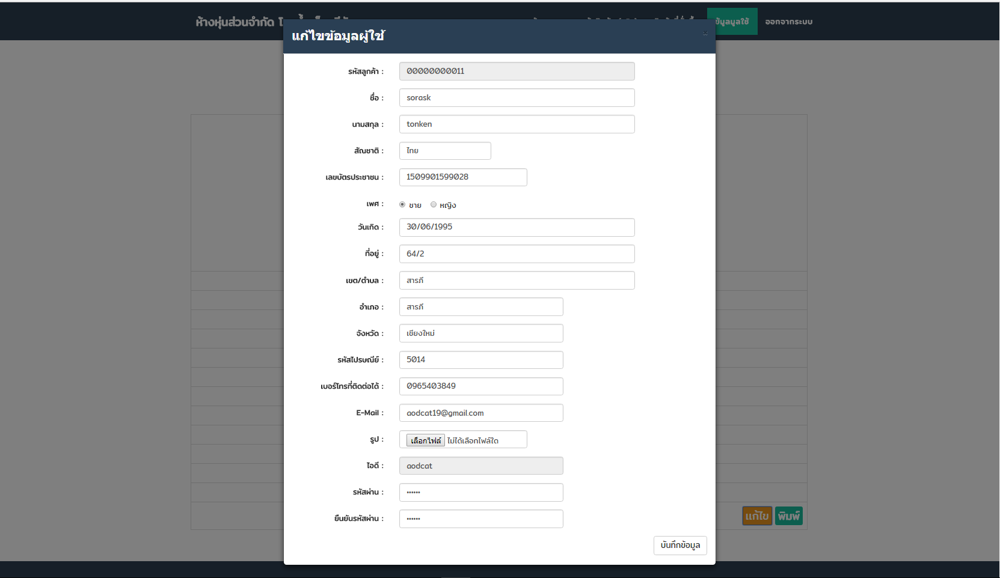 ห้างหุ้นส่วนจำกัด
ข้นูลมูลใช้ ออกจากระบบ
แก้ไขข้อมูลผู้ใช้ ×
รหัสลูกค้า : 00000000011
ชื่อ : sorask
นามสกุล : tonken
สัณชาติ : ไทย
เลขบัตรประชาชน : 1509901599028
เพศ : ชาย หญิง
วันเกิด : 30/06/1995
ที่อยู่ : 64/2
เขต/ตำบล : สารภี
อำเภอ : สารภี
จังหวัด : เชียงใหม่
รหัสไปรษณีย์ : 5014
เบอร์โทรที่ติดต่อได้ : 0965403849
E-Mail : aodcat19@gmail.com
รูป : เลือกไฟล์ ไม่ได้เลือกไฟล์ใด
ไอดี : aodcat
รหัสผ่าน : ••••••
ยืนยันรหัสผ่าน : ••••••
แก้ไข พิมพ์
บันทึกข้อมูล